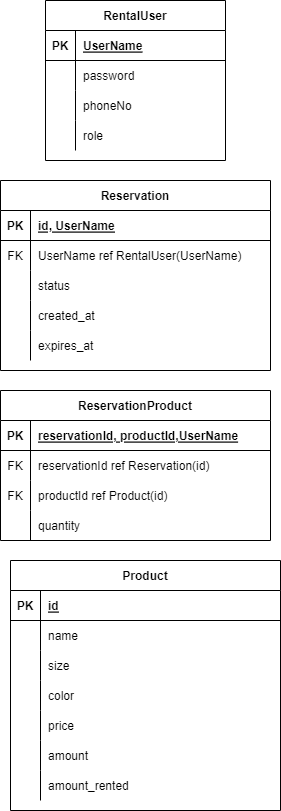 RentalUser
PK UserName
password
phoneNo
role
Reservation
PK id, UserName
FK UserName ref RentalUser(UserName)
status
created_at
expires_at
ReservationProduct
PK reservationId, productId,UserName
FK reservationId ref Reservation(id)
FK productId ref Product(id)
quantity
Product
PK id
name
size
color
price
amount
amount_rented